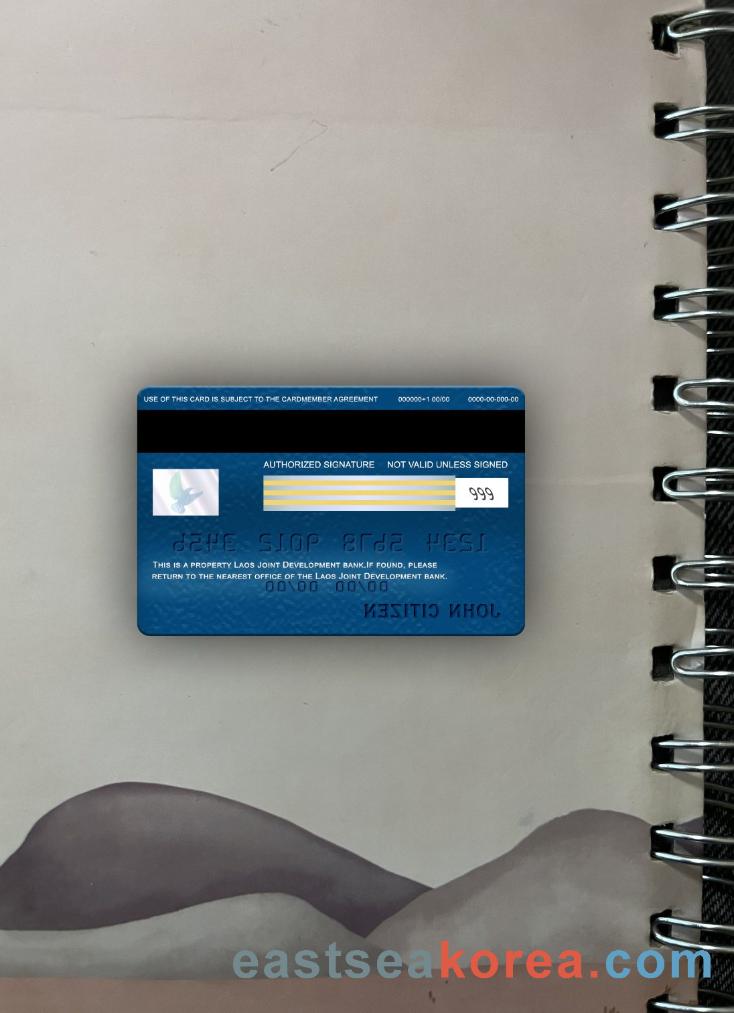 USE OF THIS CARD IS SUBJECT TO THE CARDMEMBER AGREEMENT 000000+1 00/00 0000-00-000-00
AUTHORIZED SIGNATURE NOT VALID UNLESS SIGNED
999
1234 5678 9012 3456
THIS IS A PROPERTY LAOS JOINT DEVELOPMENT BANK.IF FOUND, PLEASE
RETURN TO THE NEAREST OFFICE OF THE LAOS JOINT DEVELOPMENT BANK.
00/00 00/00
JOHN CITIZEN
eastseakorea.com